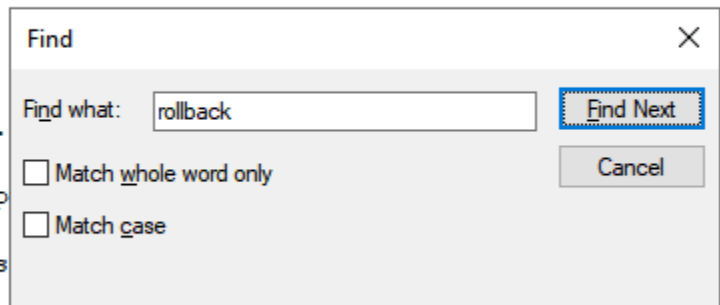 Find
Find what: rollback Find Next
Match whole word only Cancel
Match case